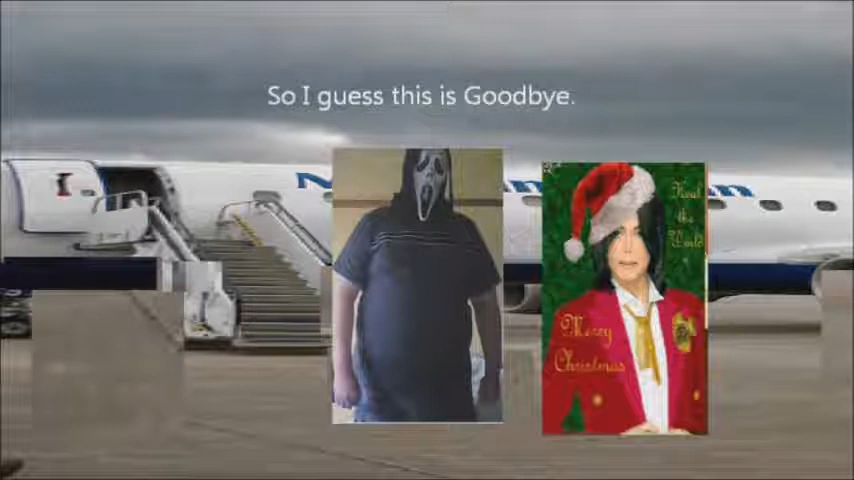 So I guess this is Goodbye.
Heal
the
World
Merry
Christmas